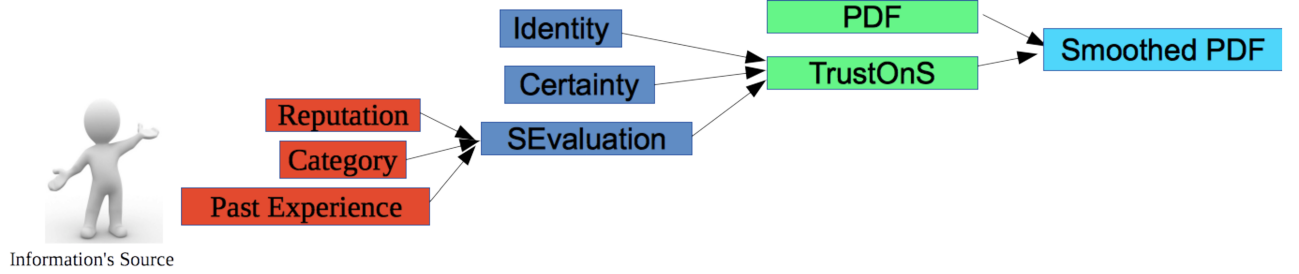 PDF
Identity
Smoothed PDF
TrustOnS
Certainty
Reputation
SEvaluation
Category
Past Experience
Information's Source